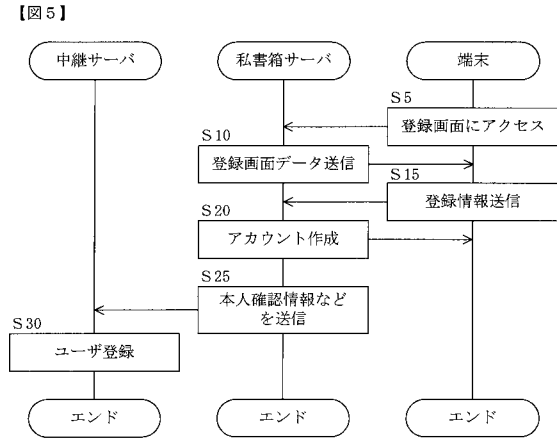 【図５】
中継サーバ
私書箱サーバ
端末
Ｓ５
登録画面にアクセス
Ｓ１０
登録画面データ送信
Ｓ１５
登録情報送信
Ｓ２０
アカウント作成
Ｓ２５
本人確認情報など
を送信
Ｓ３０
ユーザ登録
エンド
エンド
エンド